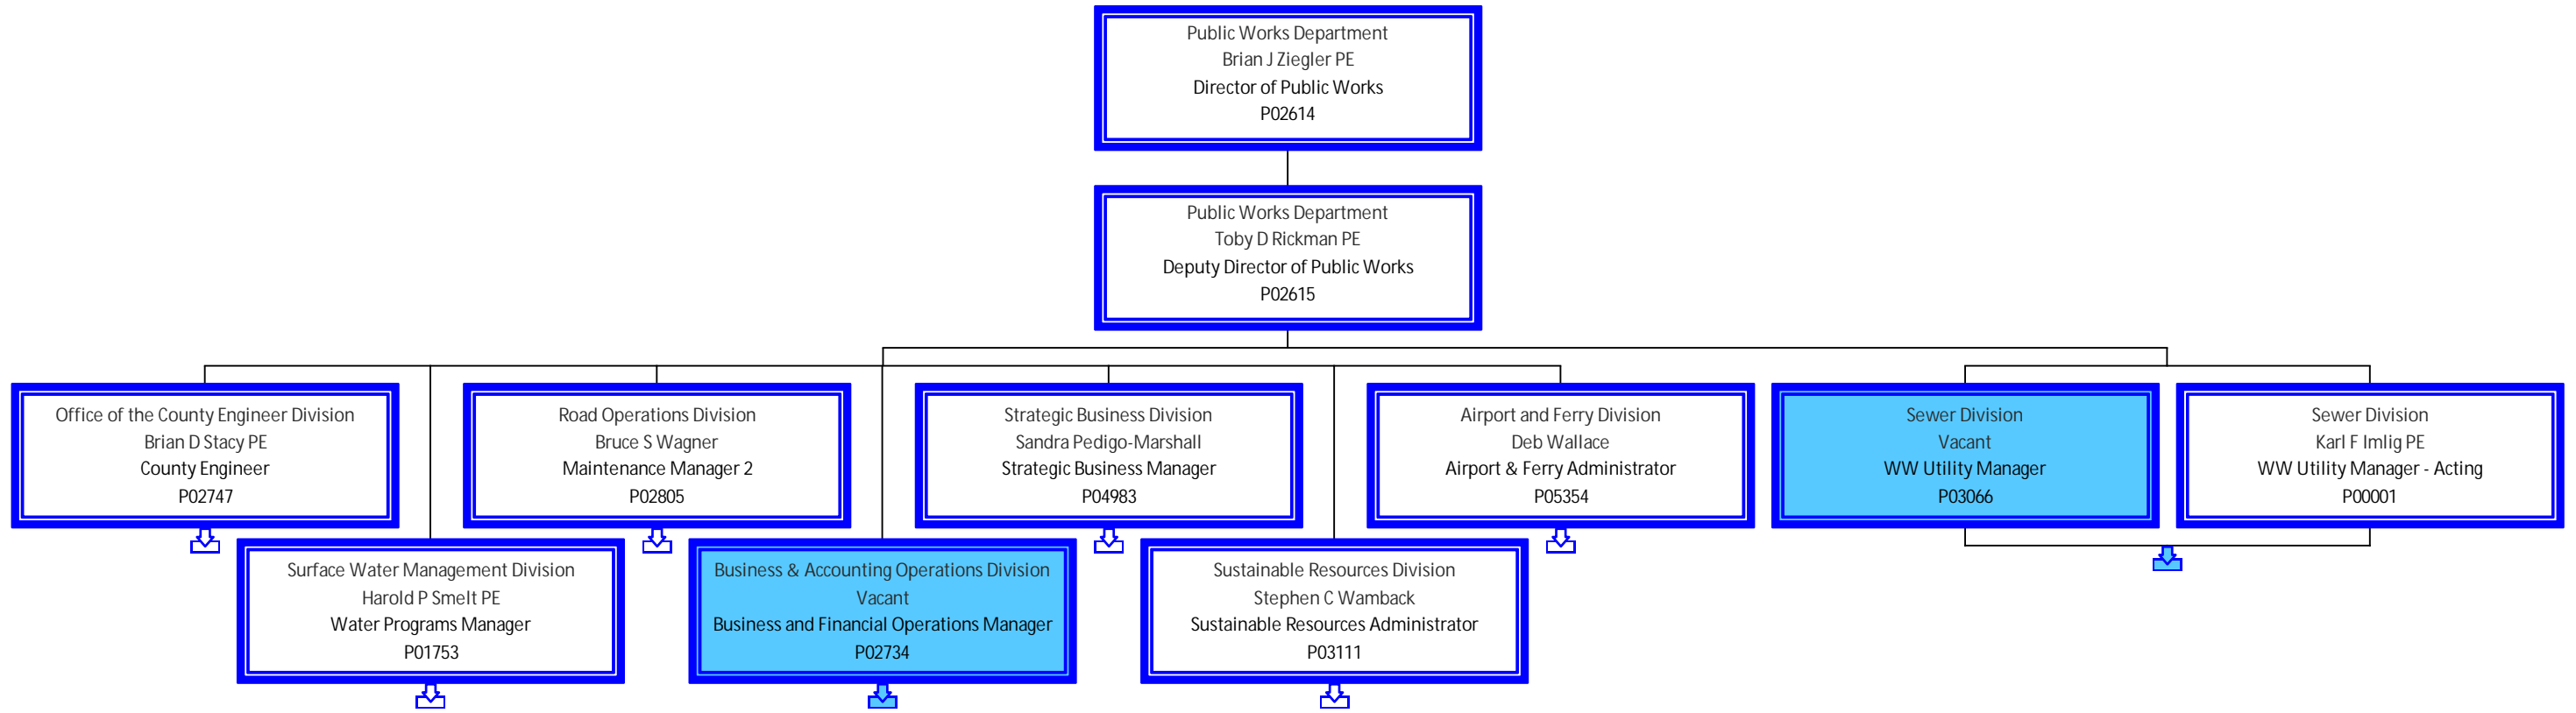 Public Works Department
Brian J Ziegler PE
Director of Public Works
P02614
Public Works Department
Toby D Rickman PE
Deputy Director of Public Works
P02615
Office of the County Engineer Division
Brian D Stacy PE
County Engineer
P02747
Road Operations Division
Bruce S Wagner
Maintenance Manager 2
P02805
Strategic Business Division
Sandra Pedigo-Marshall
Strategic Business Manager
P04983
Airport and Ferry Division
Deb Wallace
Airport & Ferry Administrator
P05354
Sewer Division
Vacant
WW Utility Manager
P03066
Sewer Division
Karl F Imlig PE
WW Utility Manager - Acting
P00001
Surface Water Management Division
Harold P Smelt PE
Water Programs Manager
P01753
Business & Accounting Operations Division
Vacant
Business and Financial Operations Manager
P02734
Sustainable Resources Division
Stephen C Wamback
Sustainable Resources Administrator
P03111